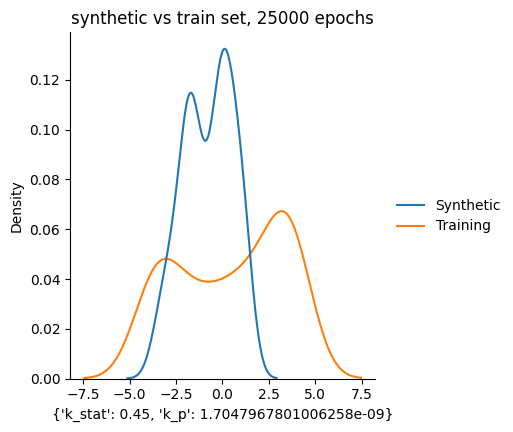 synthetic vs train set, 25000 epochs
Density
0.12
0.10
0.08
0.06
0.04
0.02
0.00
−7.5 −5.0 −2.5 0.0 2.5 5.0 7.5
{'k_stat': 0.45, 'k_p': 1.7047967801006258e-09}
Synthetic
Training